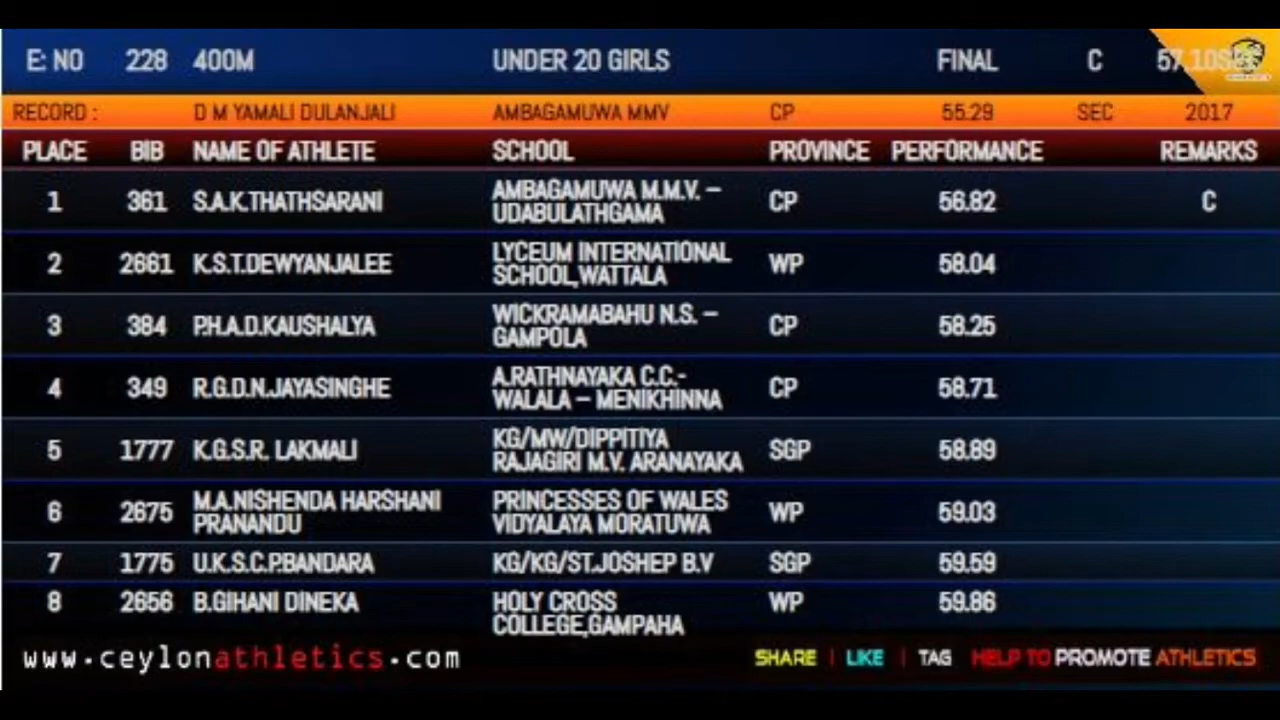 E: NO 228 400M UNDER 20 GIRLS FINAL C 57.10SEC
RECORD : D M YAMALI DULANJALI AMBAGAMUWA MMV CP 55.29 SEC 2017
PLACE BIB NAME OF ATHLETE SCHOOL PROVINCE PERFORMANCE REMARKS
1 361 S.A.K.THATHSARANI AMBAGAMUWA M.M.V. – CP 56.82 C
UDABULATHGAMA
2 2661 K.S.T.DEWYANJALEE LYCEUM INTERNATIONAL WP 58.04
SCHOOL,WATTALA
3 384 P.H.A.D.KAUSHALYA WICKRAMABAHU N.S. – CP 58.25
GAMPOLA
4 349 R.G.D.N.JAYASINGHE A.RATHNAYAKA C.C.- CP 58.71
WALALA – MENIKHINNA
5 1777 K.G.S.R. LAKMALI KG/MW/DIPPITIYA SGP 58.89
RAJAGIRI M.V. ARANAYAKA
6 2675 M.A.NISHENDA HARSHANI PRINCESSES OF WALES WP 59.03
PRANANDU VIDYALAYA MORATUWA
7 1775 U.K.S.C.P.BANDARA KG/KG/ST.JOSHEP B.V SGP 59.59
8 2656 B.GIHANI DINEKA HOLY CROSS WP 59.86
COLLEGE,GAMPAHA
www.ceylonathletics.com SHARE | LIKE | TAG HELP TO PROMOTE ATHLETICS